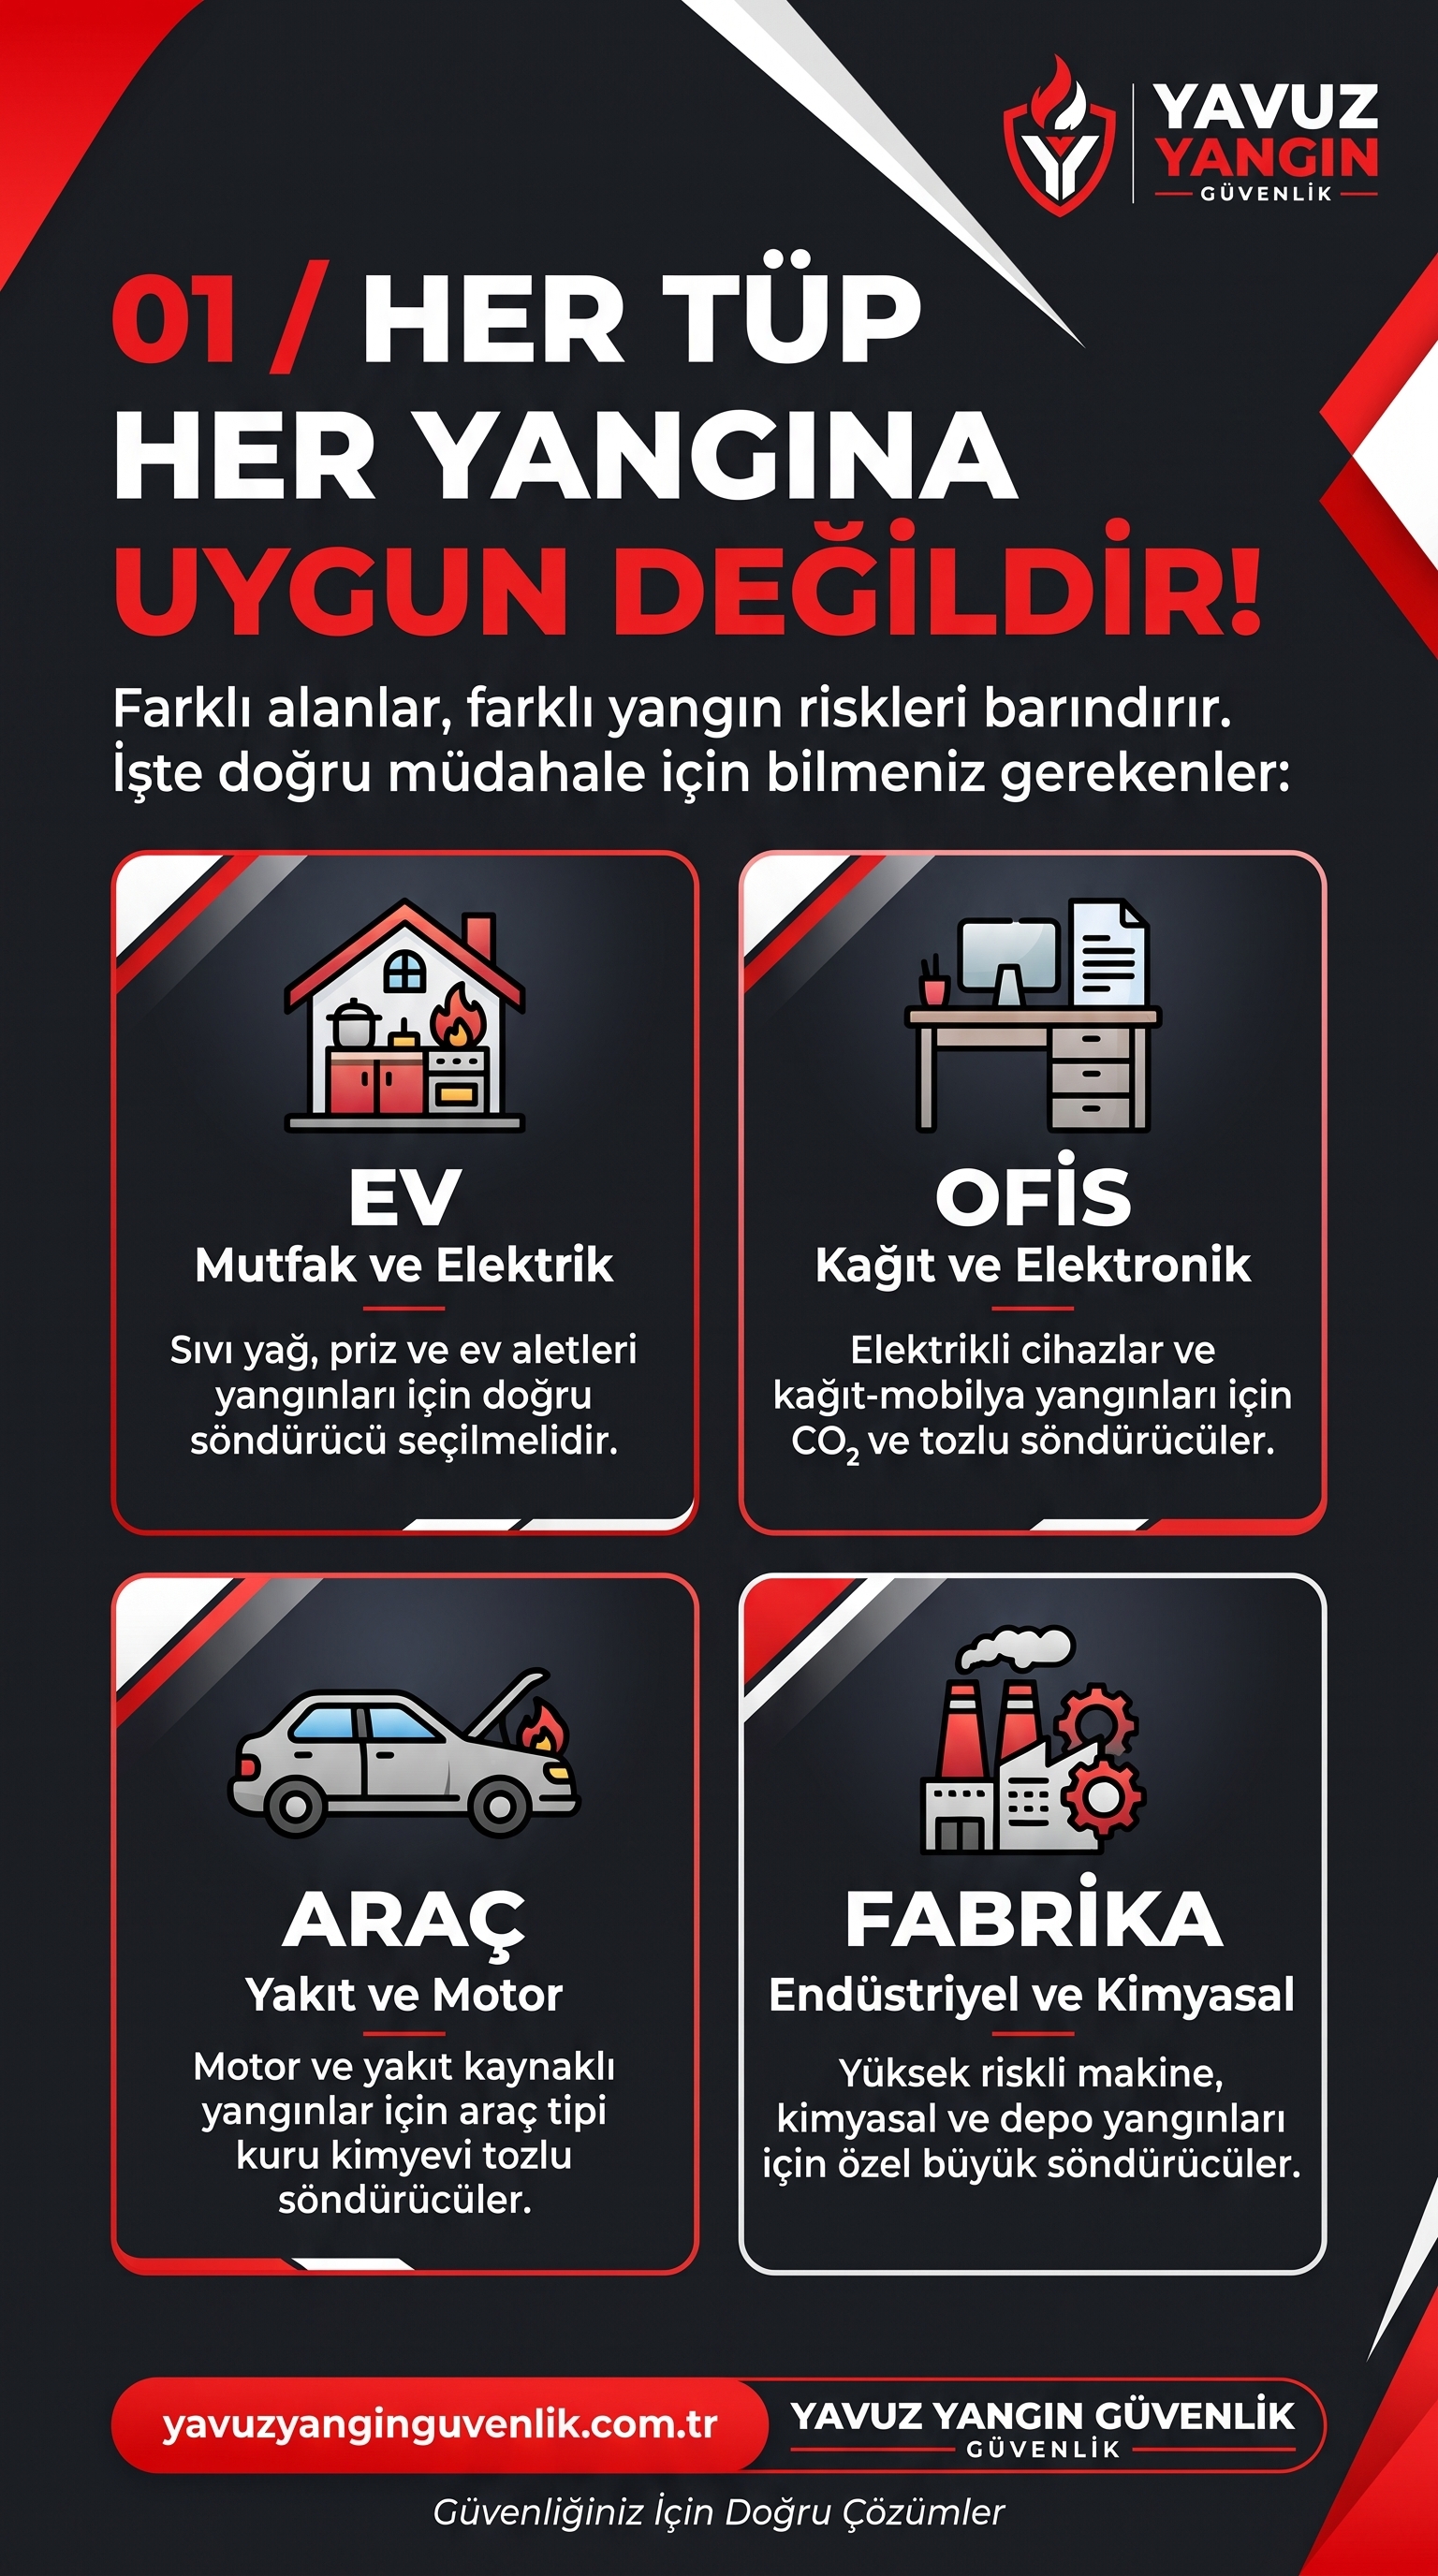 YAVUZ
YANGIN
GÜVENLİK
01 / HER TÜP
HER YANGINA
UYGUN DEĞİLDİR!
Farklı alanlar, farklı yangın riskleri barındırır.
İşte doğru müdahale için bilmeniz gerekenler:
EV
Mutfak ve Elektrik
Sıvı yağ, priz ve ev aletleri
yangınları için doğru
söndürücü seçilmelidir.
OFİS
Kağıt ve Elektronik
Elektrikli cihazlar ve
kağıt-mobilya yangınları için
CO₂ ve tozlu söndürücüler.
ARAÇ
Yakıt ve Motor
Motor ve yakıt kaynaklı
yangınlar için araç tipi
kuru kimyevi tozlu
söndürücüler.
FABRİKA
Endüstriyel ve Kimyasal
Yüksek riskli makine,
kimyasal ve depo yangınları
için özel büyük söndürücüler.
yavuzyanginguvenlik.com.tr
YAVUZ YANGIN GÜVENLİK
GÜVENLİK
Güvenliğiniz İçin Doğru Çözümler